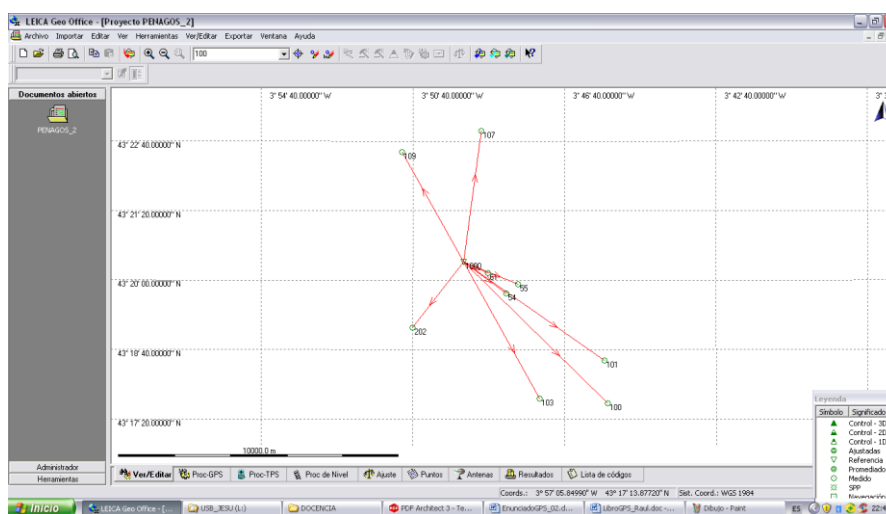 LEICA Geo Office - [Proyecto PENAGOS_2]
Archivo Importar Editar Ver Herramientas Ver/Editar Exportar Ventana Ayuda
100
Documentos abiertos
PENAGOS_2
Administrador
Herramientas
3° 54' 40.00000" W
3° 50' 40.00000" W
3° 46' 40.00000" W
3° 42' 40.00000" W
3°
43° 22' 40.00000" N
43° 21' 20.00000" N
43° 20' 00.00000" N
43° 18' 40.00000" N
43° 17' 20.00000" N
107
109
1000
51
55
54
202
101
103
100
10000.0 m
Leyenda
Símbolo Significado
Control - 3D
Control - 2D
Control - 1D
Ajustadas
Referencia
Promediado
Medido
SPP
Navegación
Ver/Editar Proc-GPS Proc-TPS Proc de Nivel Ajuste Puntos Antenas Resultados Lista de códigos
Coords.: 3° 57' 05.84990" W 43° 17' 13.87720" N Sist. Coord.: WGS 1984
Inicio LEICA Geo Office - [... USB_JESU (L:) DOCENCIA PDF Architect 3 - Te... EnunciadoGPS_02.d... LibroGPS_Raul.doc -... Dibujo - Paint ES 22:4